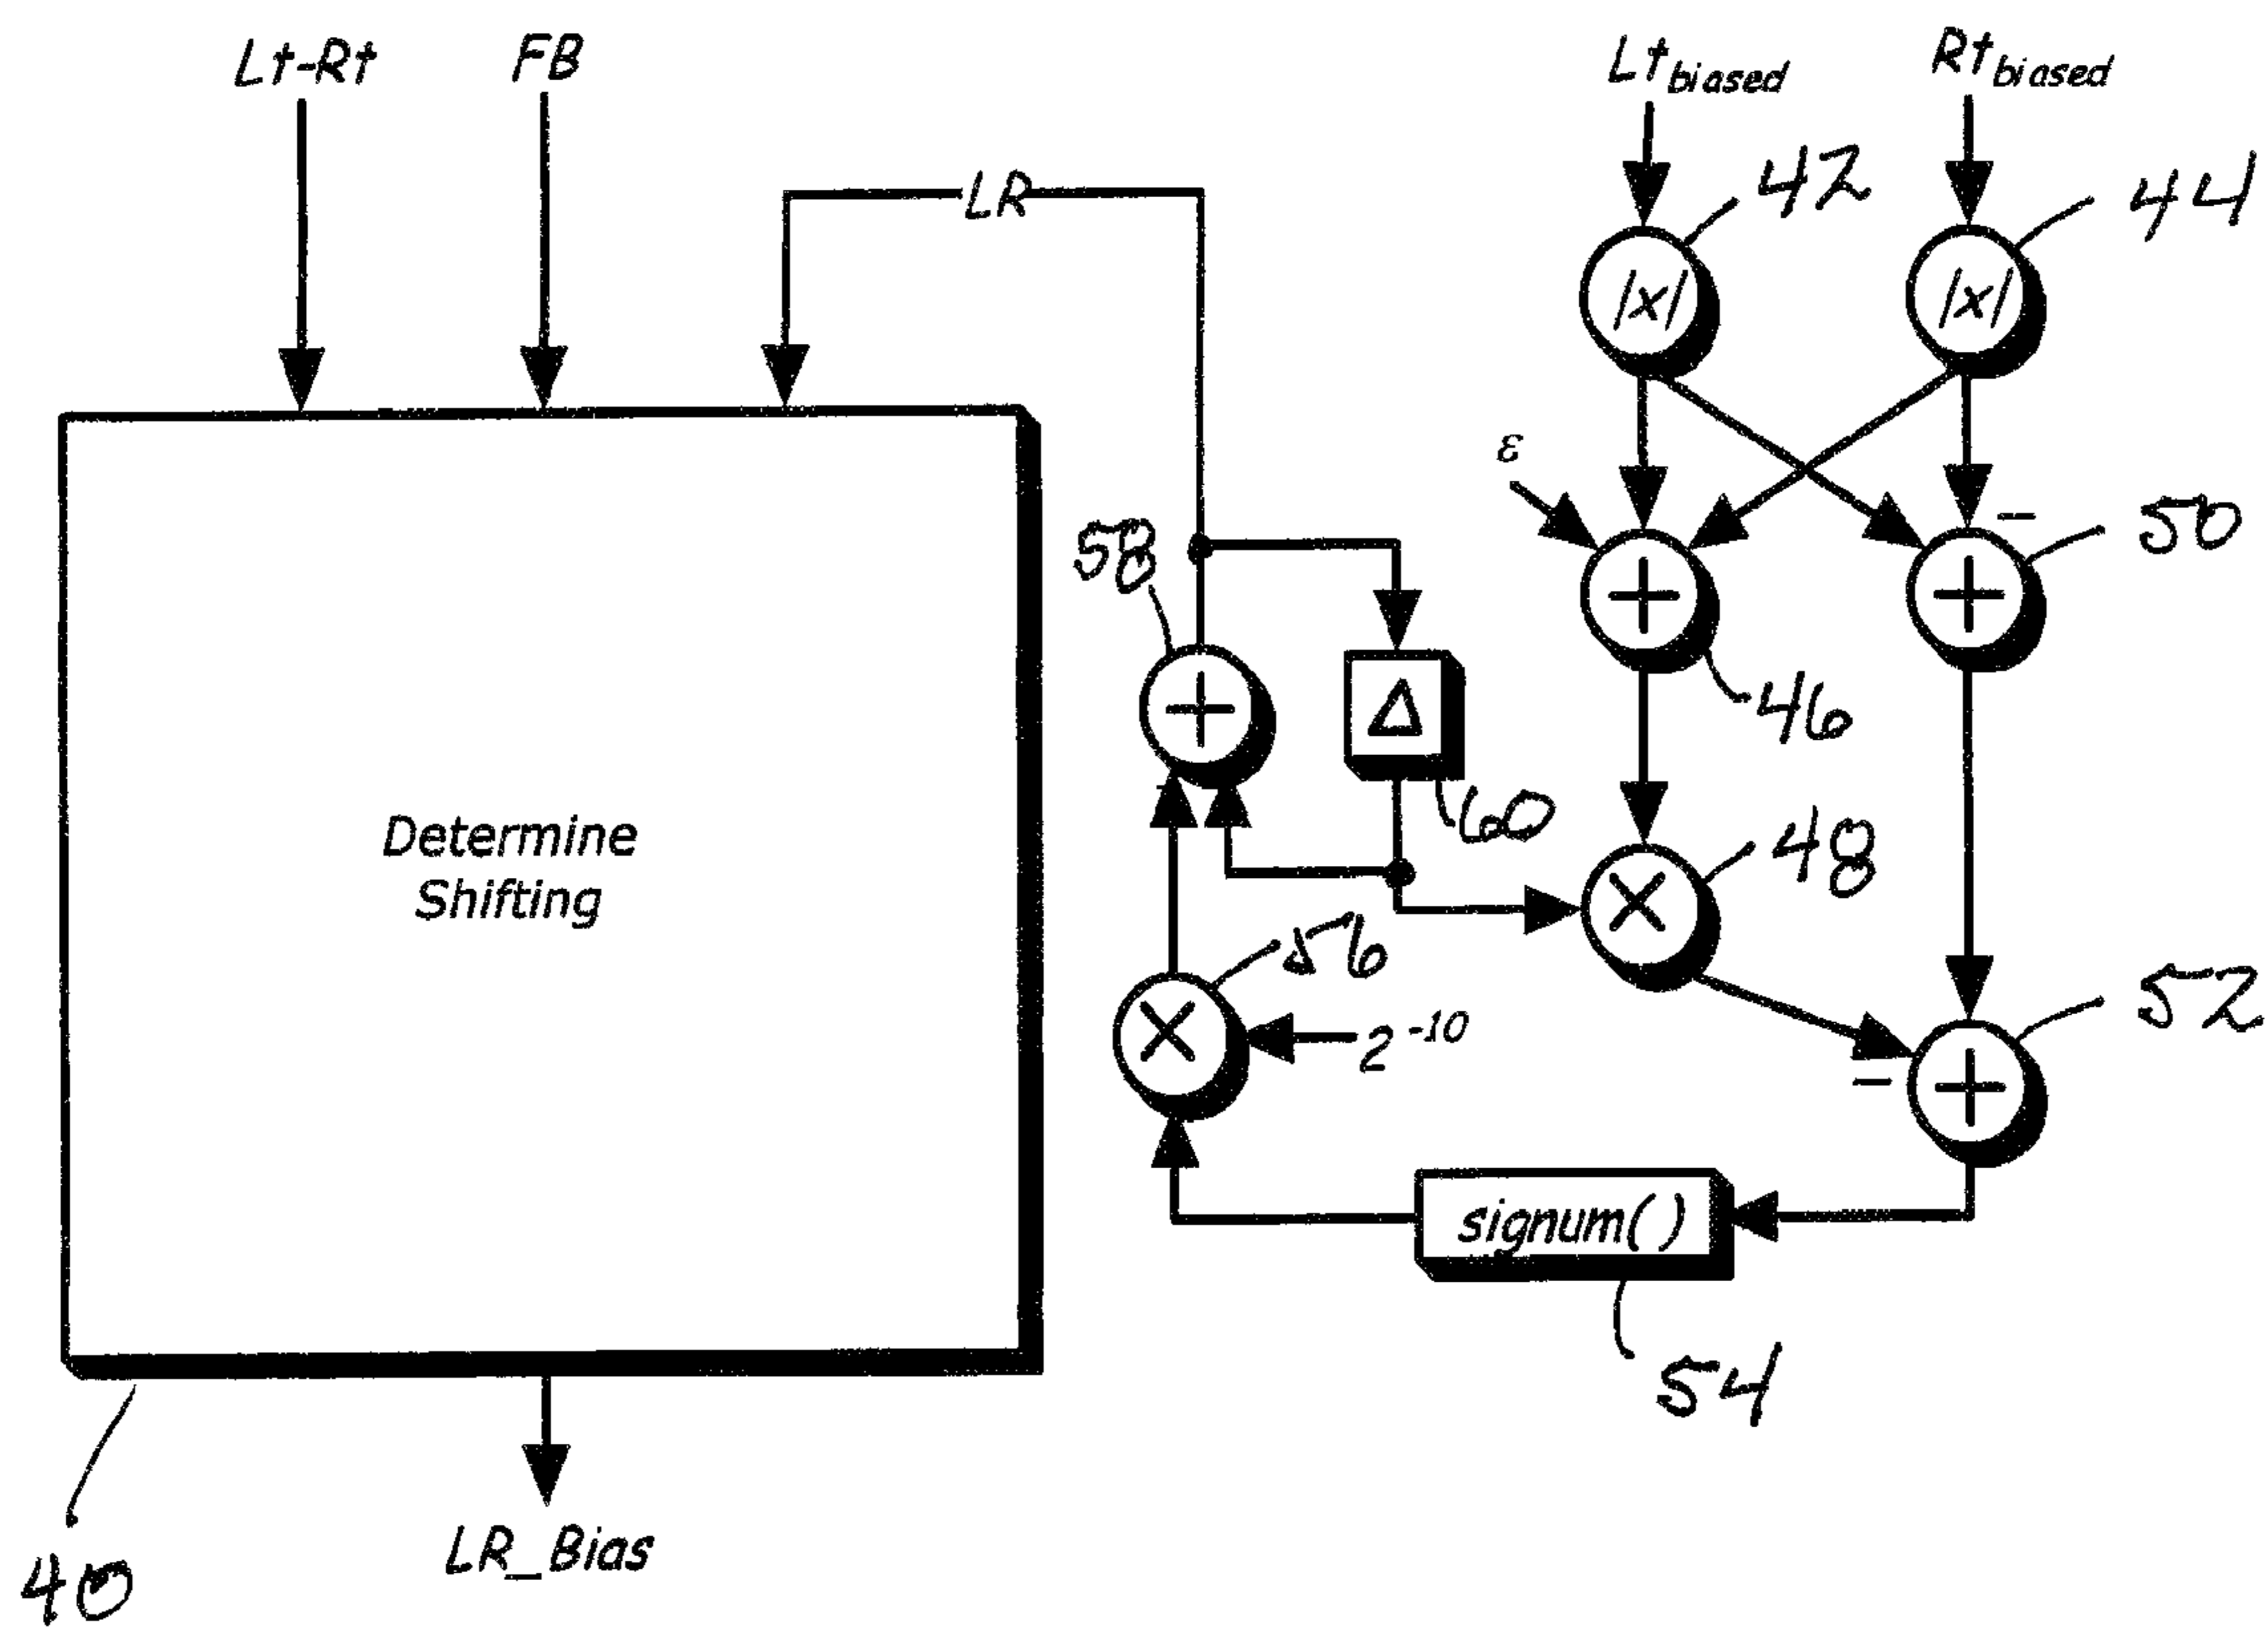 Lt-Rt
FB
Lt biased
Rt biased
LR
42
44
|x|
|x|
ε
58
+
Δ
60
+
+
−
50
46
Determine
Shifting
×
48
56
×
2^-10
−
+
52
signum( )
54
LR_Bias
40